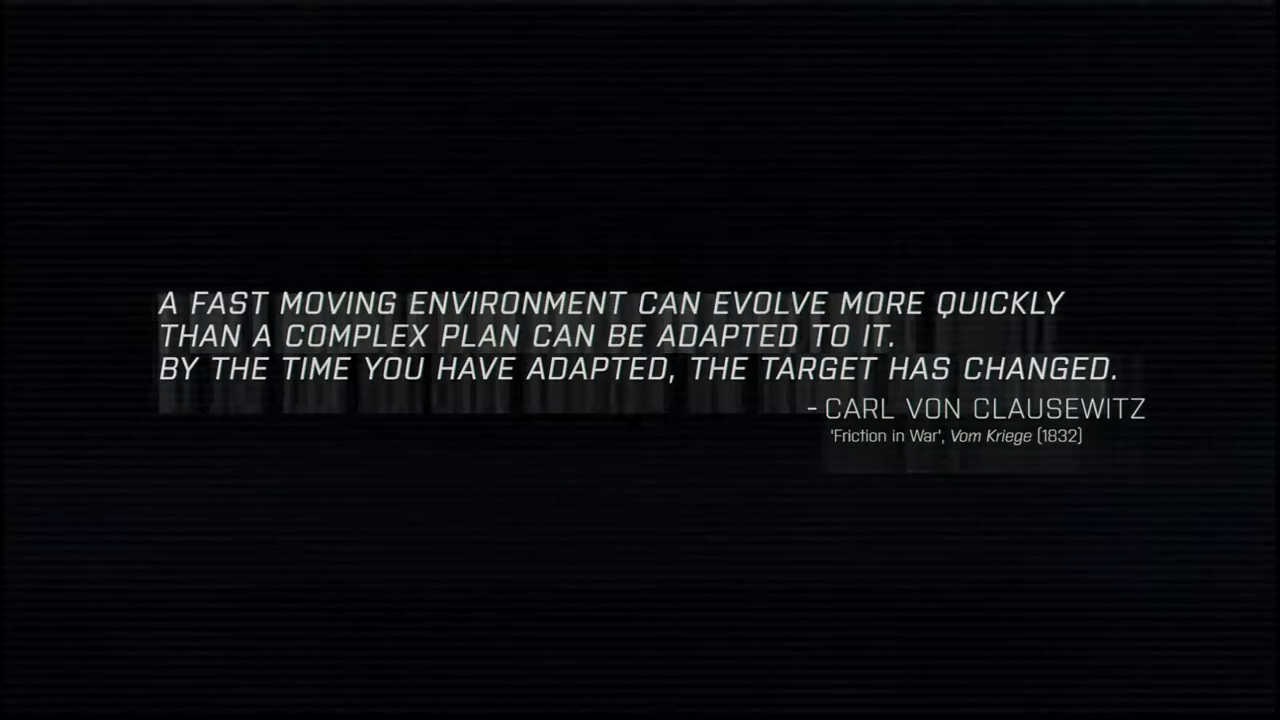 A FAST MOVING ENVIRONMENT CAN EVOLVE MORE QUICKLY
THAN A COMPLEX PLAN CAN BE ADAPTED TO IT.
BY THE TIME YOU HAVE ADAPTED, THE TARGET HAS CHANGED.
- CARL VON CLAUSEWITZ
'Friction in War', Vom Kriege (1832)